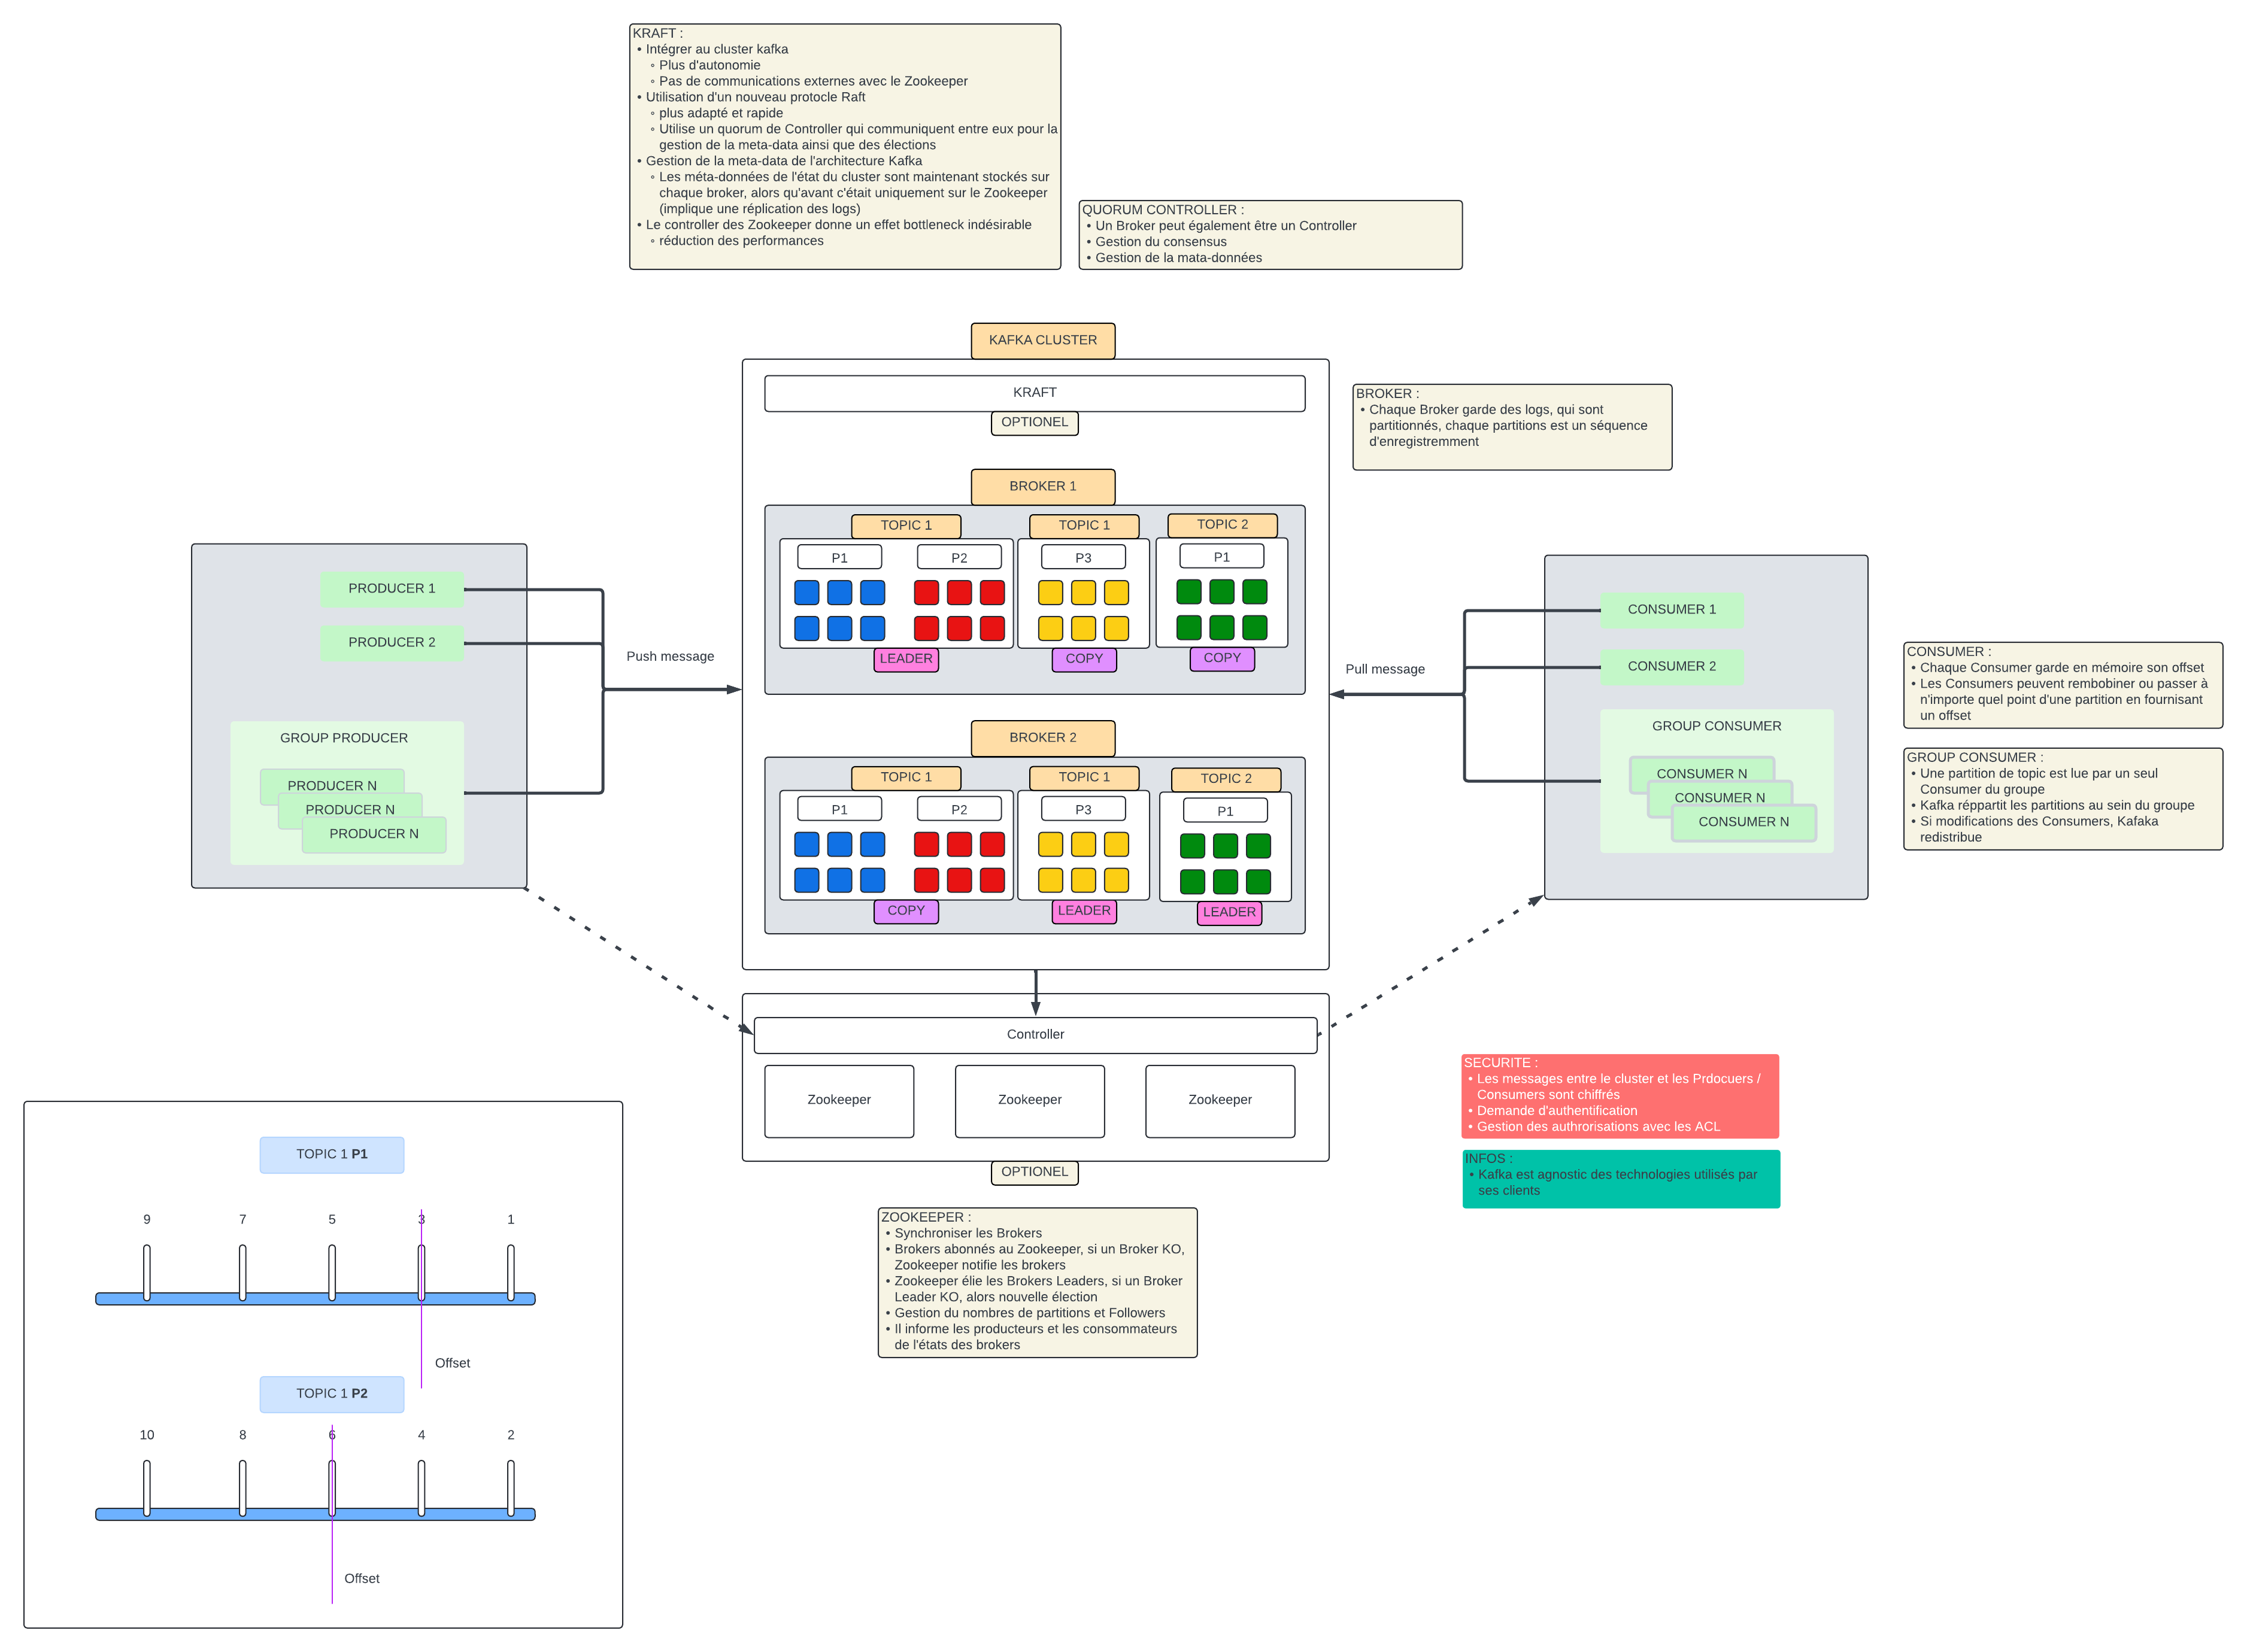 KRAFT :
• Intégrer au cluster kafka
◦ Plus d'autonomie
◦ Pas de communications externes avec le Zookeeper
• Utilisation d'un nouveau protocle Raft
◦ plus adapté et rapide
◦ Utilise un quorum de Controller qui communiquent entre eux pour la
gestion de la meta-data ainsi que des élections
• Gestion de la meta-data de l'architecture Kafka
◦ Les méta-données de l'état du cluster sont maintenant stockés sur
chaque broker, alors qu'avant c'était uniquement sur le Zookeeper
(implique une réplication des logs)
• Le controller des Zookeeper donne un effet bottleneck indésirable
◦ réduction des performances
QUORUM CONTROLLER :
• Un Broker peut également être un Controller
• Gestion du consensus
• Gestion de la mata-données
KAFKA CLUSTER
KRAFT
OPTIONEL
BROKER :
• Chaque Broker garde des logs, qui sont
partitionnés, chaque partitions est un séquence
d'enregistremment
BROKER 1
TOPIC 1
TOPIC 1
TOPIC 2
P1
P2
P3
P1
LEADER
COPY
COPY
PRODUCER 1
PRODUCER 2
GROUP PRODUCER
PRODUCER N
PRODUCER N
PRODUCER N
Push message
Pull message
CONSUMER 1
CONSUMER 2
GROUP CONSUMER
CONSUMER N
CONSUMER N
CONSUMER N
CONSUMER :
• Chaque Consumer garde en mémoire son offset
• Les Consumers peuvent rembobiner ou passer à
n'importe quel point d'une partition en fournisant
un offset
GROUP CONSUMER :
• Une partition de topic est lue par un seul
Consumer du groupe
• Kafka réppartit les partitions au sein du groupe
• Si modifications des Consumers, Kafaka
redistribue
BROKER 2
TOPIC 1
TOPIC 1
TOPIC 2
P1
P2
P3
P1
COPY
LEADER
LEADER
Controller
Zookeeper
Zookeeper
Zookeeper
OPTIONEL
SECURITE :
• Les messages entre le cluster et les Prdocuers /
Consumers sont chiffrés
• Demande d'authentification
• Gestion des authrorisations avec les ACL
INFOS :
• Kafka est agnostic des technologies utilisés par
ses clients
ZOOKEEPER :
• Synchroniser les Brokers
• Brokers abonnés au Zookeeper, si un Broker KO,
Zookeeper notifie les brokers
• Zookeeper élie les Brokers Leaders, si un Broker
Leader KO, alors nouvelle élection
• Gestion du nombres de partitions et Followers
• Il informe les producteurs et les consommateurs
de l'états des brokers
TOPIC 1 P1
9 7 5 3 1
Offset
TOPIC 1 P2
10 8 6 4 2
Offset